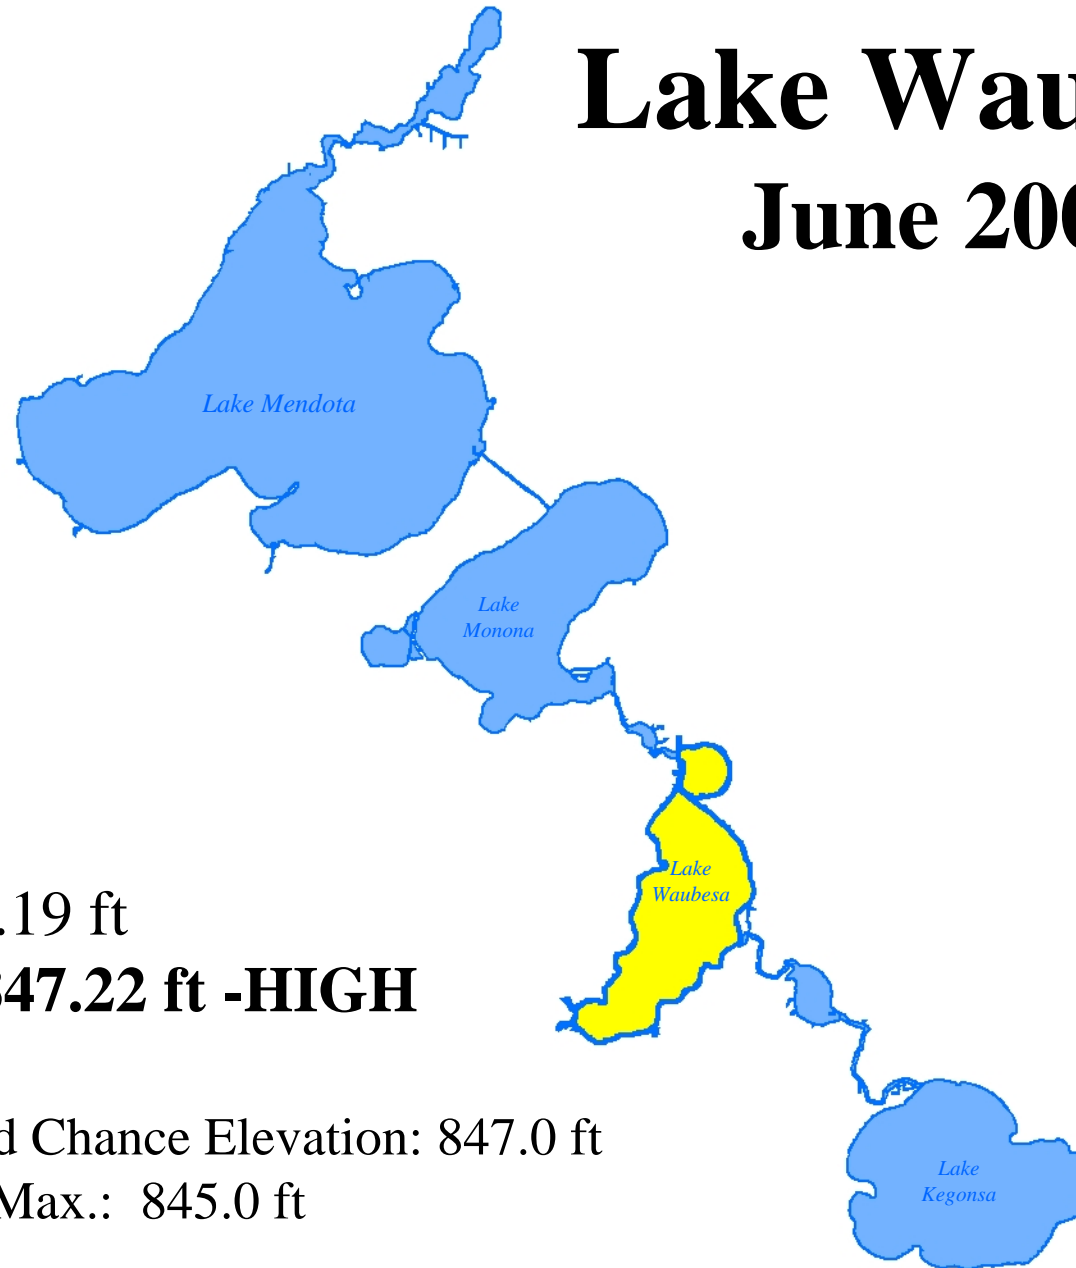 Lake Wau
June 200
Lake Mendota
Lake
Monona
Lake
Waubesa
.19 ft
847.22 ft -HIGH
d Chance Elevation: 847.0 ft
Max.: 845.0 ft
Lake
Kegonsa